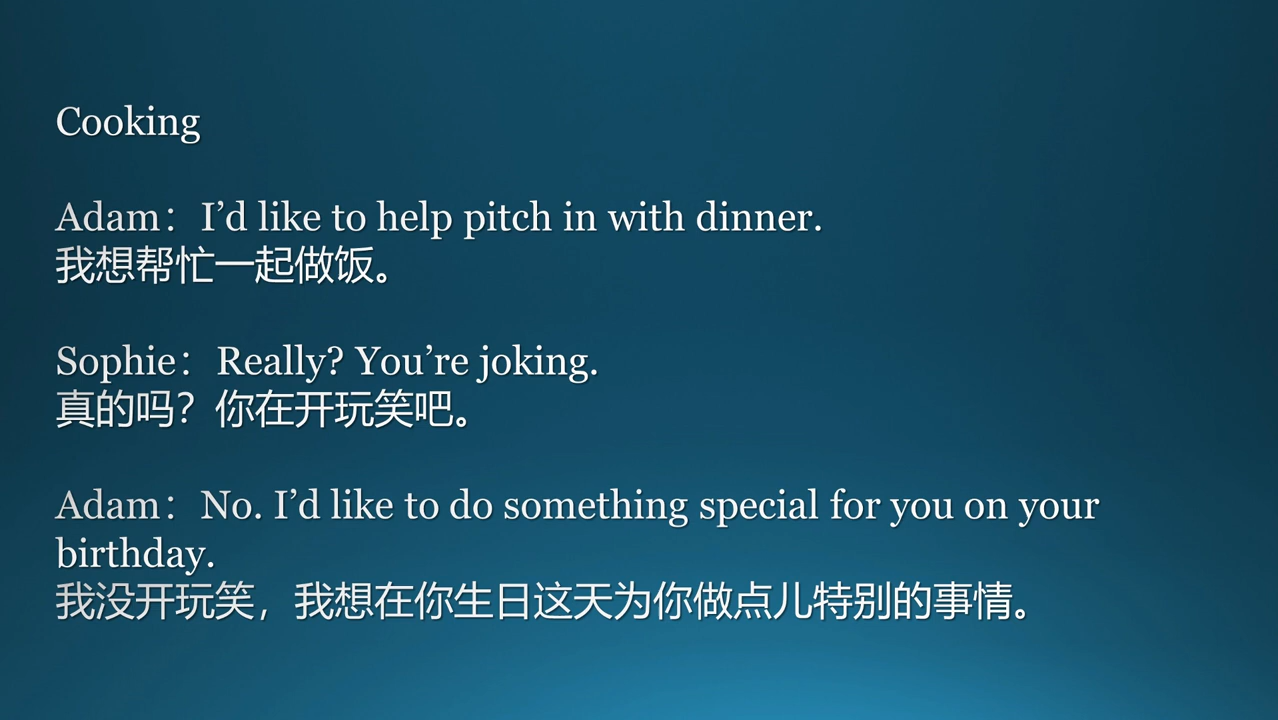 Cooking
Adam：I’d like to help pitch in with dinner.
我想帮忙一起做饭。
Sophie：Really? You’re joking.
真的吗？你在开玩笑吧。
Adam：No. I’d like to do something special for you on your
birthday.
我没开玩笑，我想在你生日这天为你做点儿特别的事情。